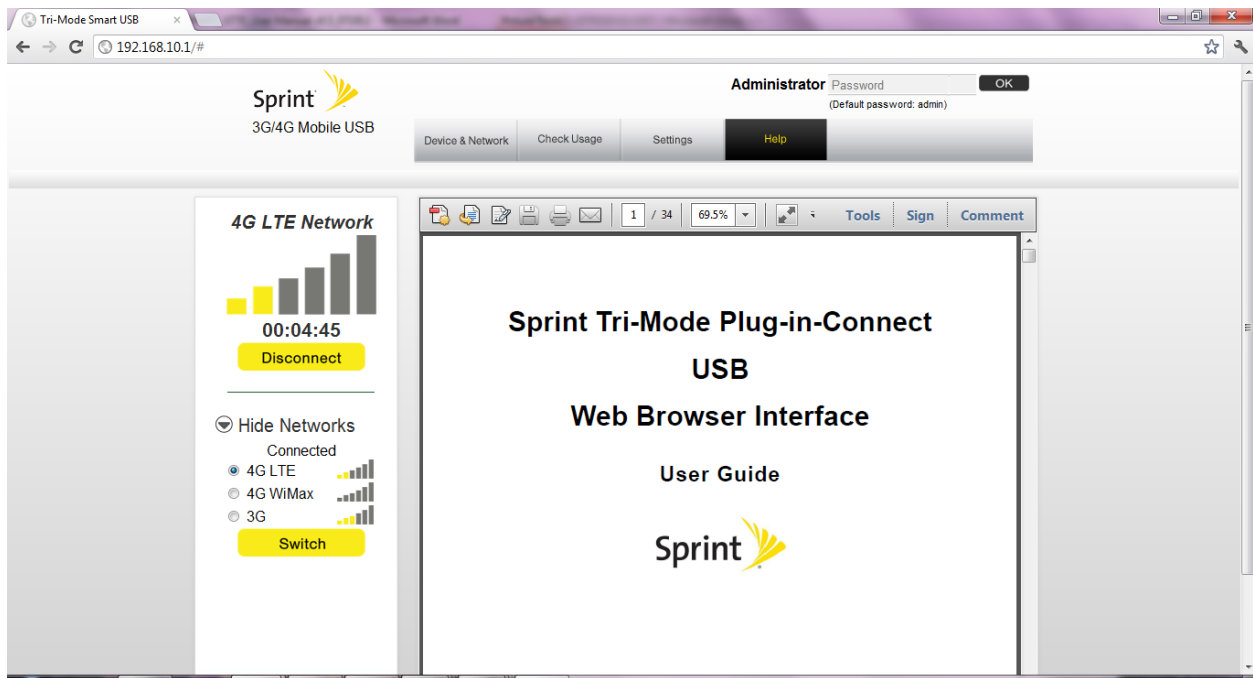 Tri-Mode Smart USB
192.168.10.1/#
Sprint
3G/4G Mobile USB
Administrator Password OK
(Default password: admin)
Device & Network Check Usage Settings Help
4G LTE Network
00:04:45
Disconnect
Hide Networks
Connected
4G LTE
4G WiMax
3G
Switch
1 / 34 69.5% Tools Sign Comment
Sprint Tri-Mode Plug-in-Connect
USB
Web Browser Interface
User Guide
Sprint